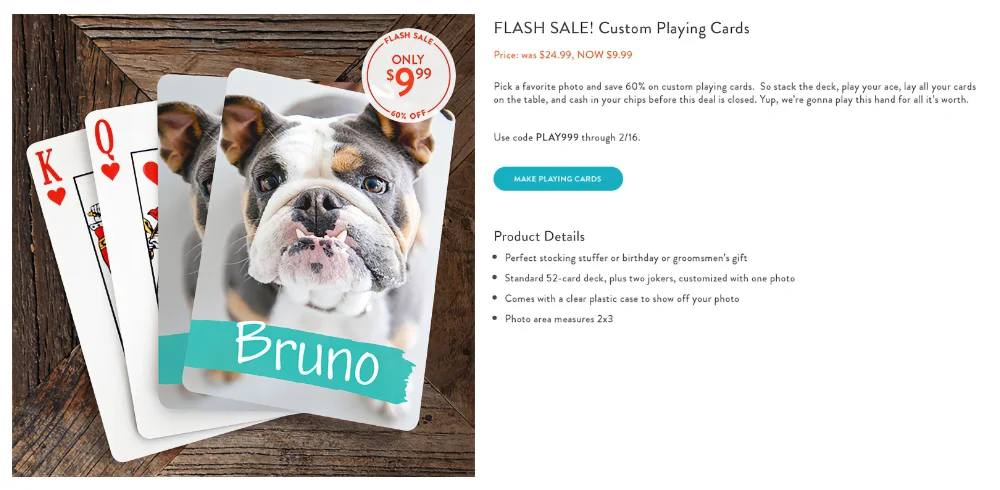 K
Q
FLASH SALE
ONLY
$9.99
60% OFF
Bruno
FLASH SALE! Custom Playing Cards
Price: was $24.99, NOW $9.99
Pick a favorite photo and save 60% on custom playing cards.  So stack the deck, play your ace, lay all your cards
on the table, and cash in your chips before this deal is closed. Yup, we're gonna play this hand for all it's worth.
Use code PLAY999 through 2/16.
MAKE PLAYING CARDS
Product Details
• Perfect stocking stuffer or birthday or groomsmen's gift
• Standard 52-card deck, plus two jokers, customized with one photo
• Comes with a clear plastic case to show off your photo
• Photo area measures 2x3